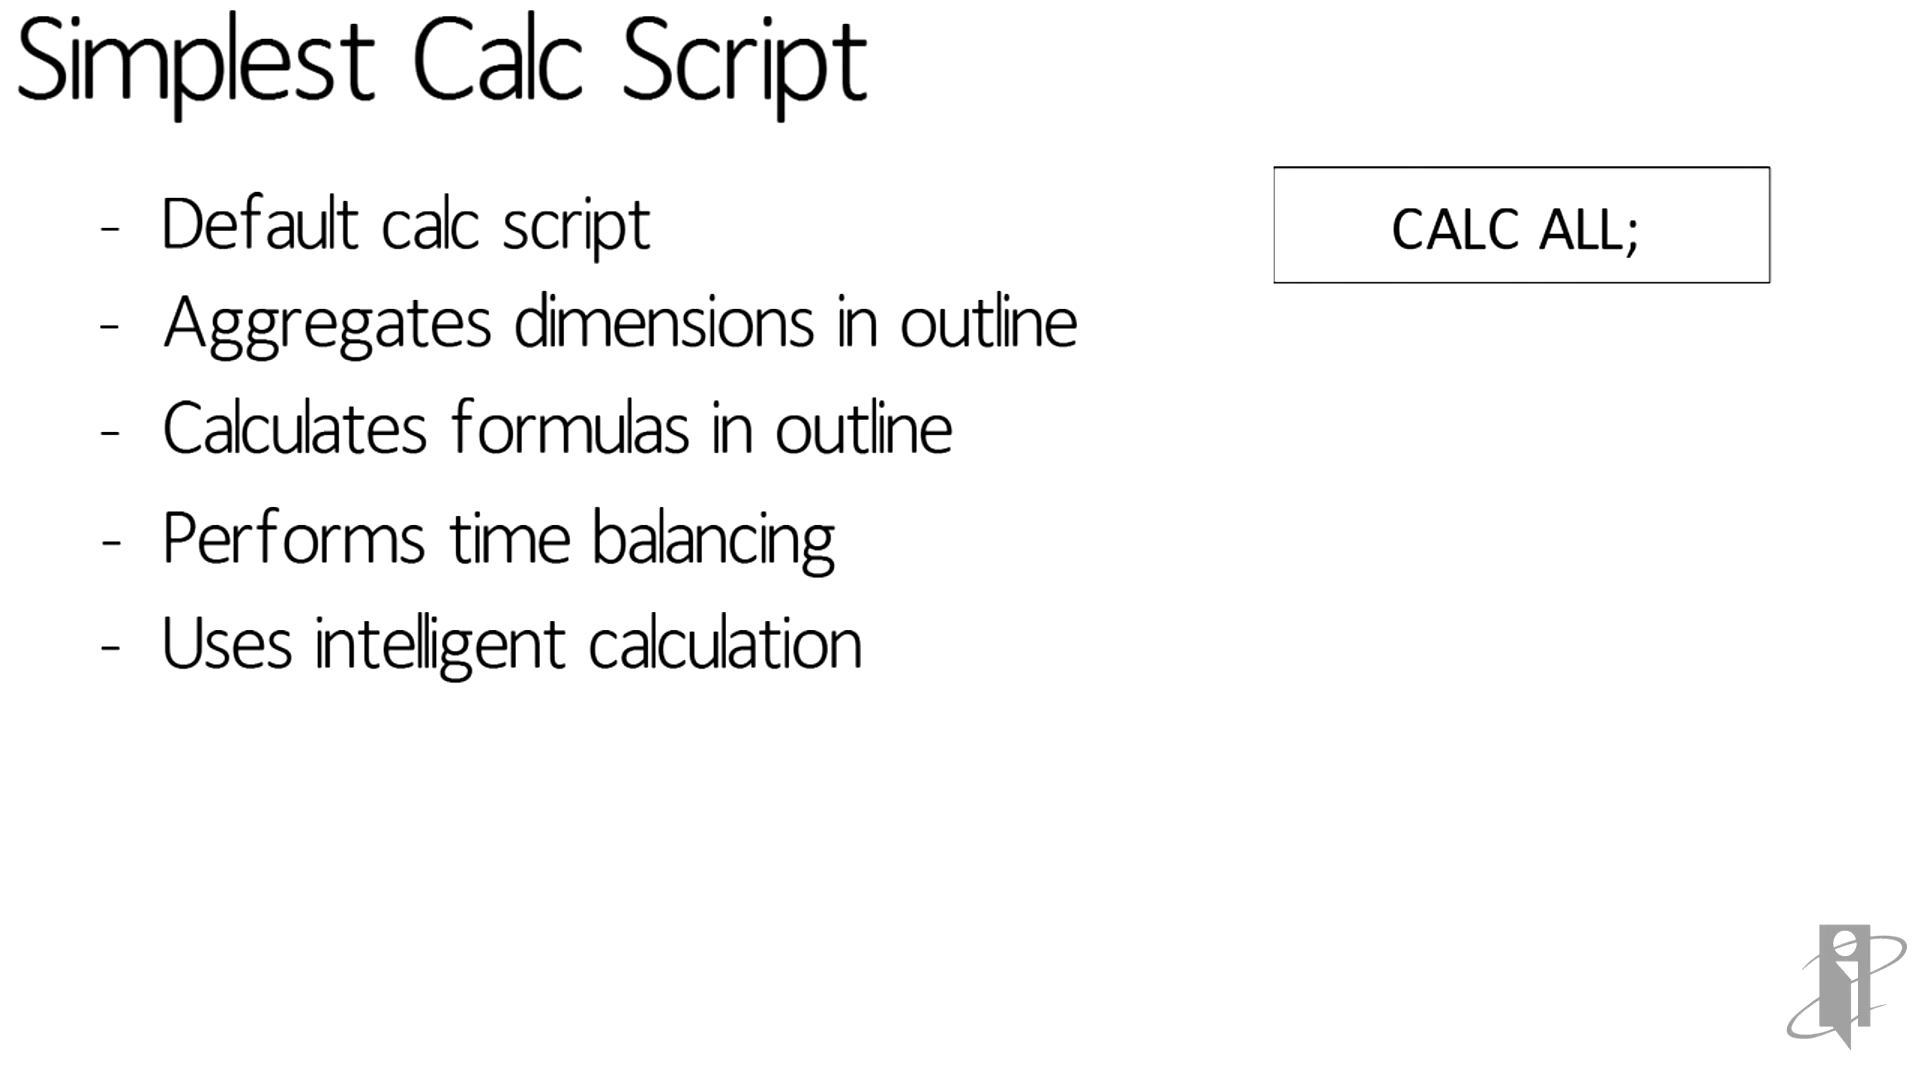 Simplest Calc Script
- Default calc script
CALC ALL;
- Aggregates dimensions in outline
- Calculates formulas in outline
- Performs time balancing
- Uses intelligent calculation